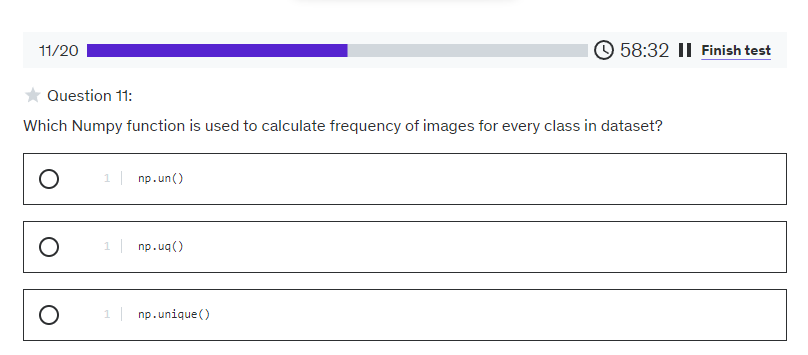 11/20 58:32 Finish test
Question 11:
Which Numpy function is used to calculate frequency of images for every class in dataset?
1 np.un()
1 np.uq()
1 np.unique()